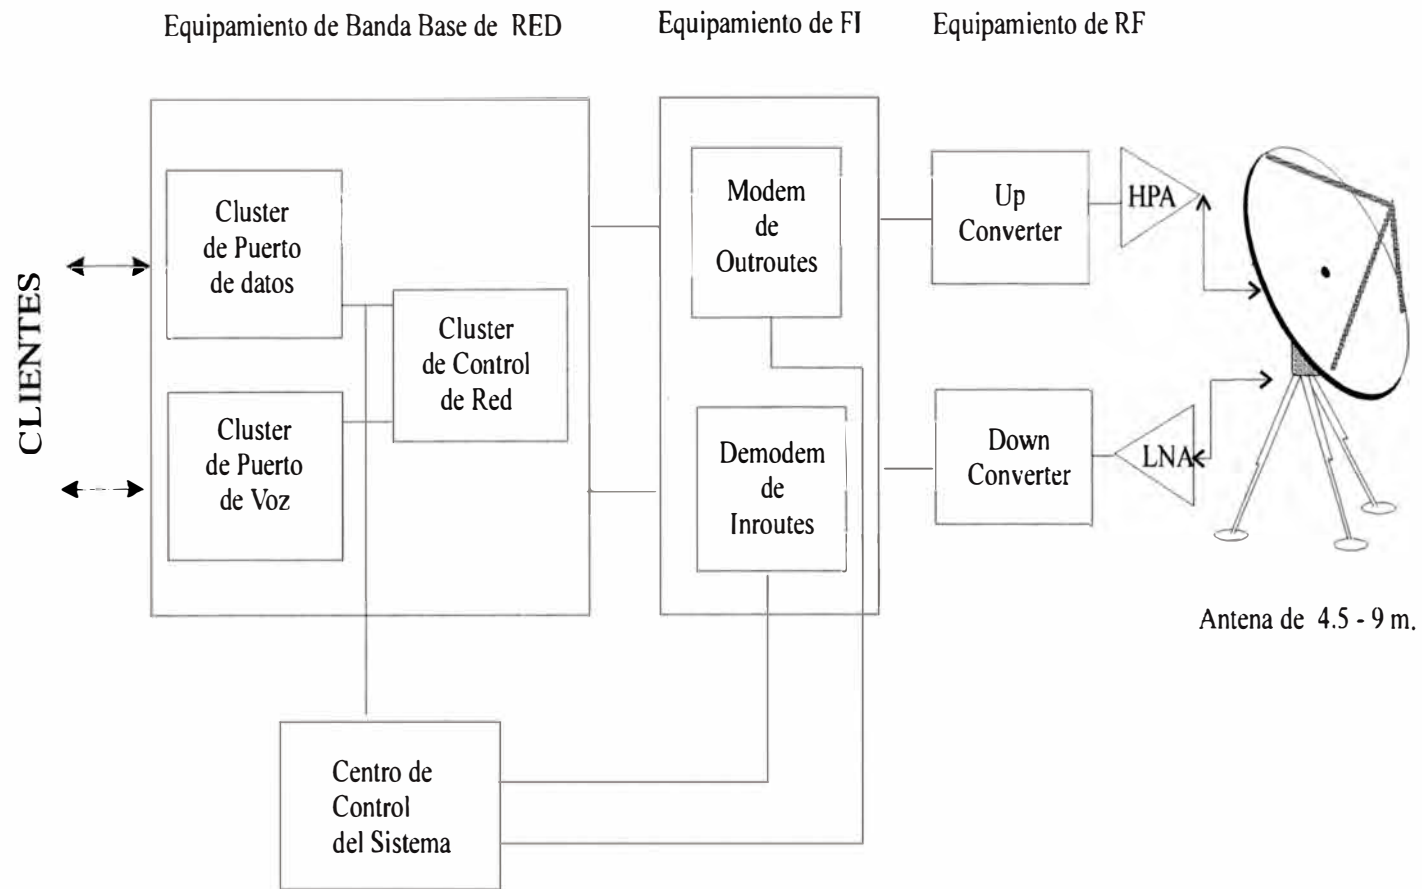 Equipamiento de Banda Base de RED
Equipamiento de FI
Equipamiento de RF
CLIENTES
Cluster
de Puerto
de datos
Cluster
de Control
de Red
Cluster
de Puerto
de Voz
Modem
de
Outroutes
Demodem
de
Inroutes
Up
Converter
HPA
Down
Converter
LNA
Antena de 4.5 - 9 m.
Centro de
Control
del Sistema